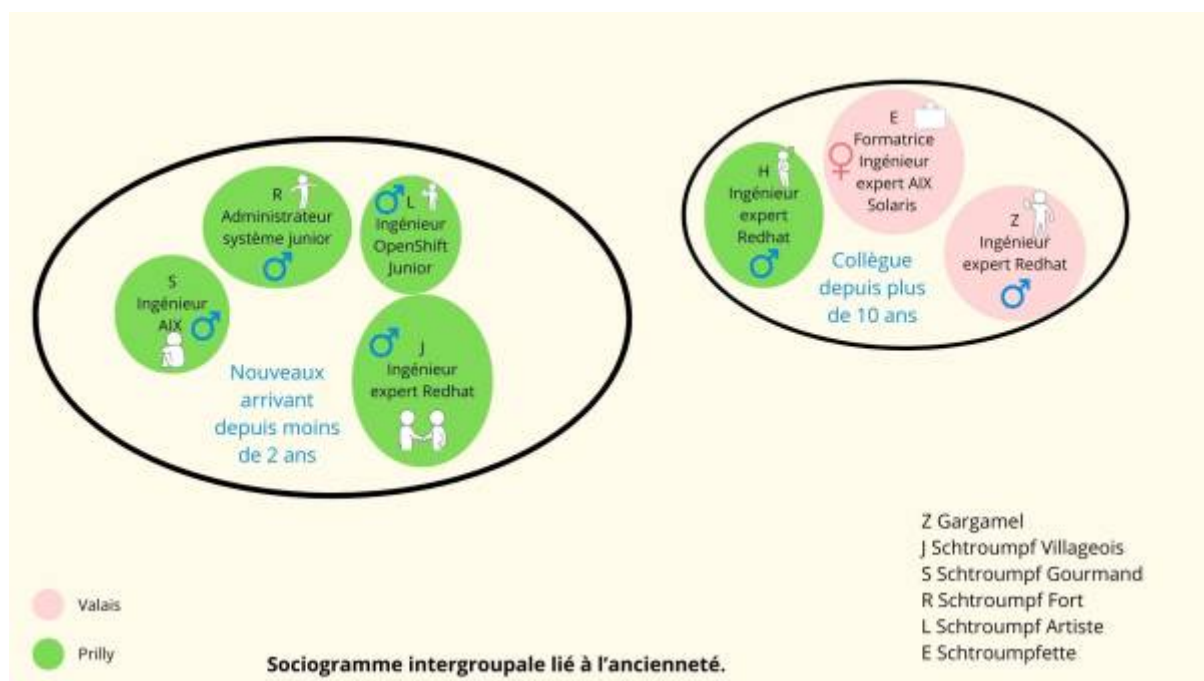 R
Administrateur
système junior
L
Ingénieur
OpenShift
Junior
S
Ingénieur
AIX
J
Ingénieur
expert Redhat
Nouveaux
arrivant
depuis moins
de 2 ans
E
Formatrice
Ingénieur
expert AIX
Solaris
H
Ingénieur
expert
Redhat
Z
Ingénieur
expert Redhat
Collègue
depuis plus
de 10 ans
Z Gargamel
J Schtroumpf Villageois
S Schtroumpf Gourmand
R Schtroumpf Fort
L Schtroumpf Artiste
E Schtroumpfette
Valais
Prilly
Sociogramme intergroupale lié à l'ancienneté.